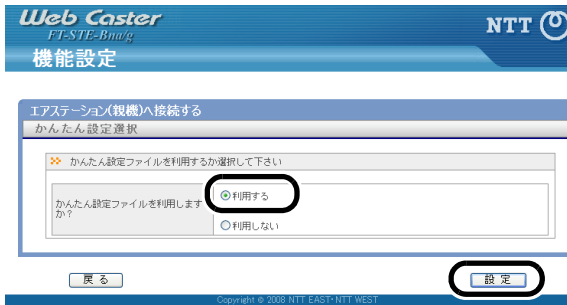 Web Caster
FT-STE-Bna/g
NTT
機能設定
エアステーション(親機)へ接続する
かんたん設定選択
かんたん設定ファイルを利用するか選択して下さい
かんたん設定ファイルを利用します
か?
利用する
利用しない
戻る
設定
Copyright © 2008 NTT EAST・NTT WEST